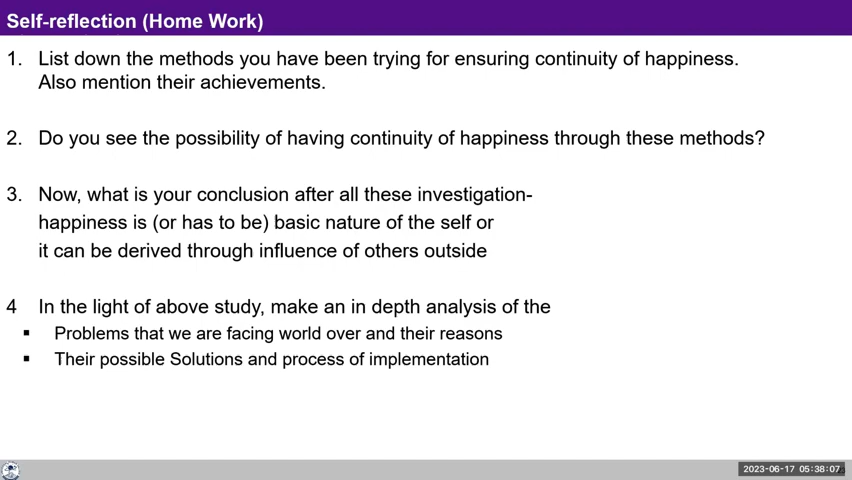 Self-reflection (Home Work)
1. List down the methods you have been trying for ensuring continuity of happiness.
Also mention their achievements.
2. Do you see the possibility of having continuity of happiness through these methods?
3. Now, what is your conclusion after all these investigation-
happiness is (or has to be) basic nature of the self or
it can be derived through influence of others outside
4 In the light of above study, make an in depth analysis of the
▪ Problems that we are facing world over and their reasons
▪ Their possible Solutions and process of implementation
2023-06-17 05:38:07